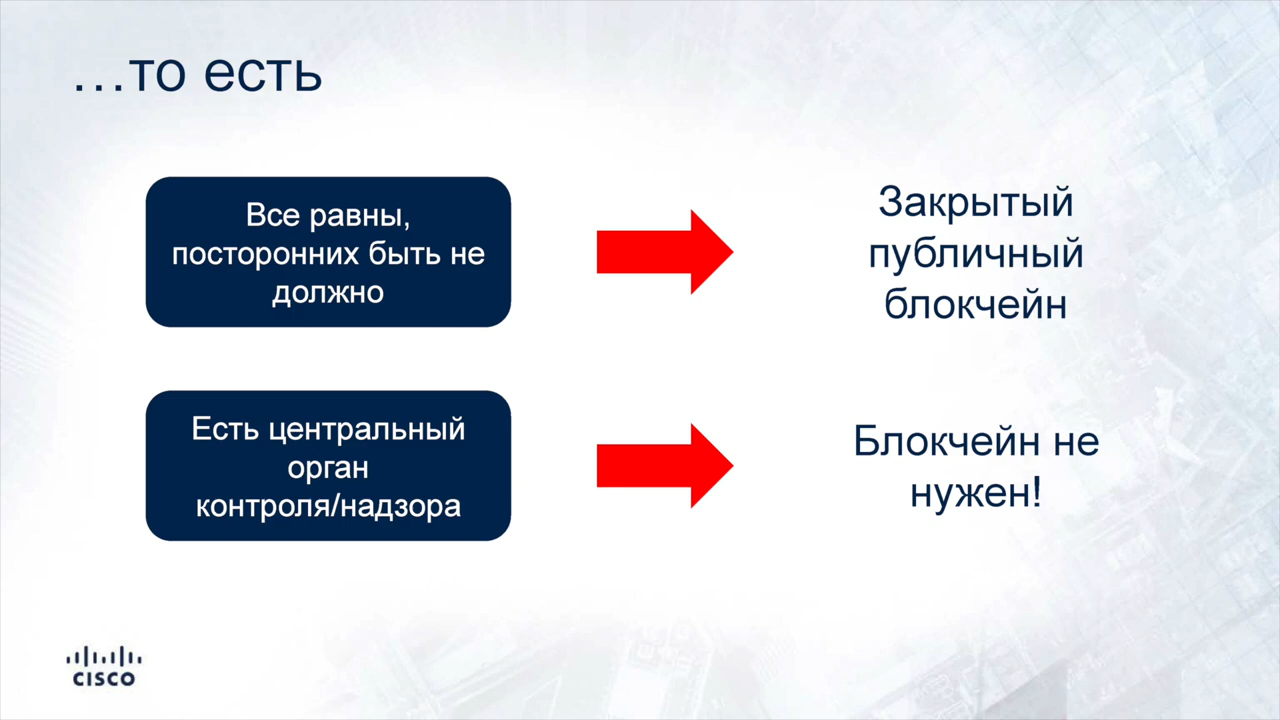 …то есть
Все равны,
посторонних быть не
должно
Закрытый
публичный
блокчейн
Есть центральный
орган
контроля/надзора
Блокчейн не
нужен!
CISCO